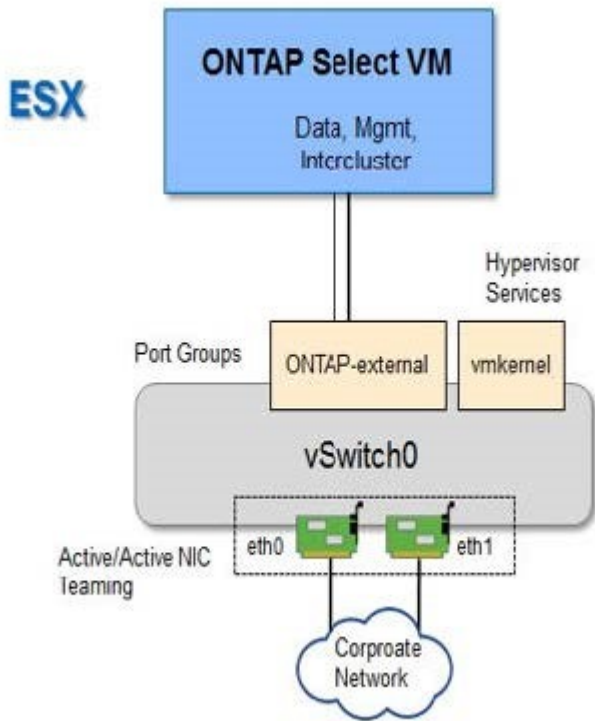 ONTAP Select VM
ESX
Data, Mgmt,
Intercluster
Hypervisor
Services
Port Groups
ONTAP-external
vmkernel
vSwitch0
eth0
eth1
Active/Active NIC
Teaming
Corproate
Network